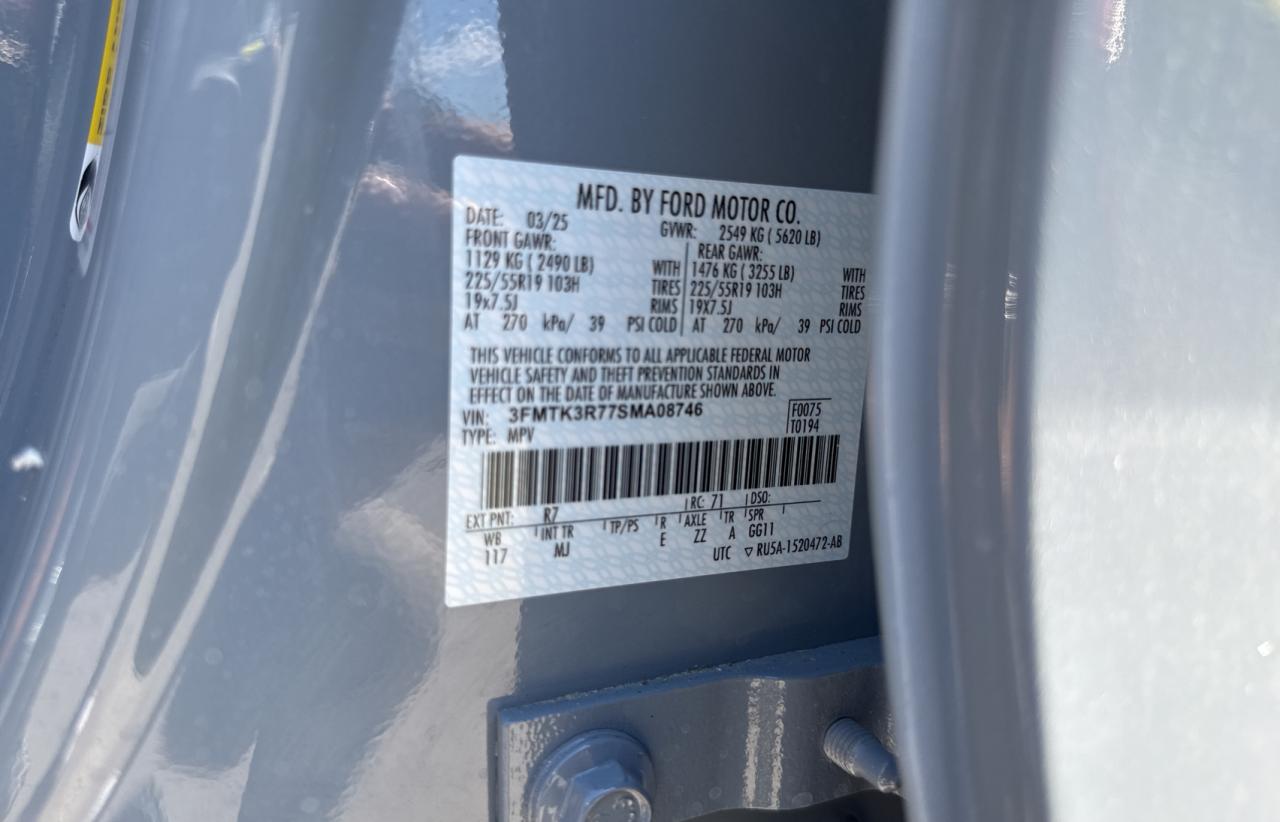 MFD. BY FORD MOTOR CO.
DATE: 03/25 GVWR: 2549 KG ( 5620 LB)
FRONT GAWR: REAR GAWR:
1129 KG ( 2490 LB) WITH 1476 KG ( 3255 LB) WITH
225/55R19 103H TIRES 225/55R19 103H TIRES
19x7.5J RIMS 19X7.5J RIMS
AT 270 kPa/ 39 PSI COLD AT 270 kPa/ 39 PSI COLD
THIS VEHICLE CONFORMS TO ALL APPLICABLE FEDERAL MOTOR
VEHICLE SAFETY AND THEFT PREVENTION STANDARDS IN
EFFECT ON THE DATE OF MANUFACTURE SHOWN ABOVE.
VIN: 3FMTK3R77SMA08746 F0075
TYPE: MPV T0194
EXT PNT: R7 RC: 71 DSO:
WB INT TR TP/PS R AXLE TR SPR
117 MJ E ZZ A GG11
UTC ▽ RU5A-1520472-AB